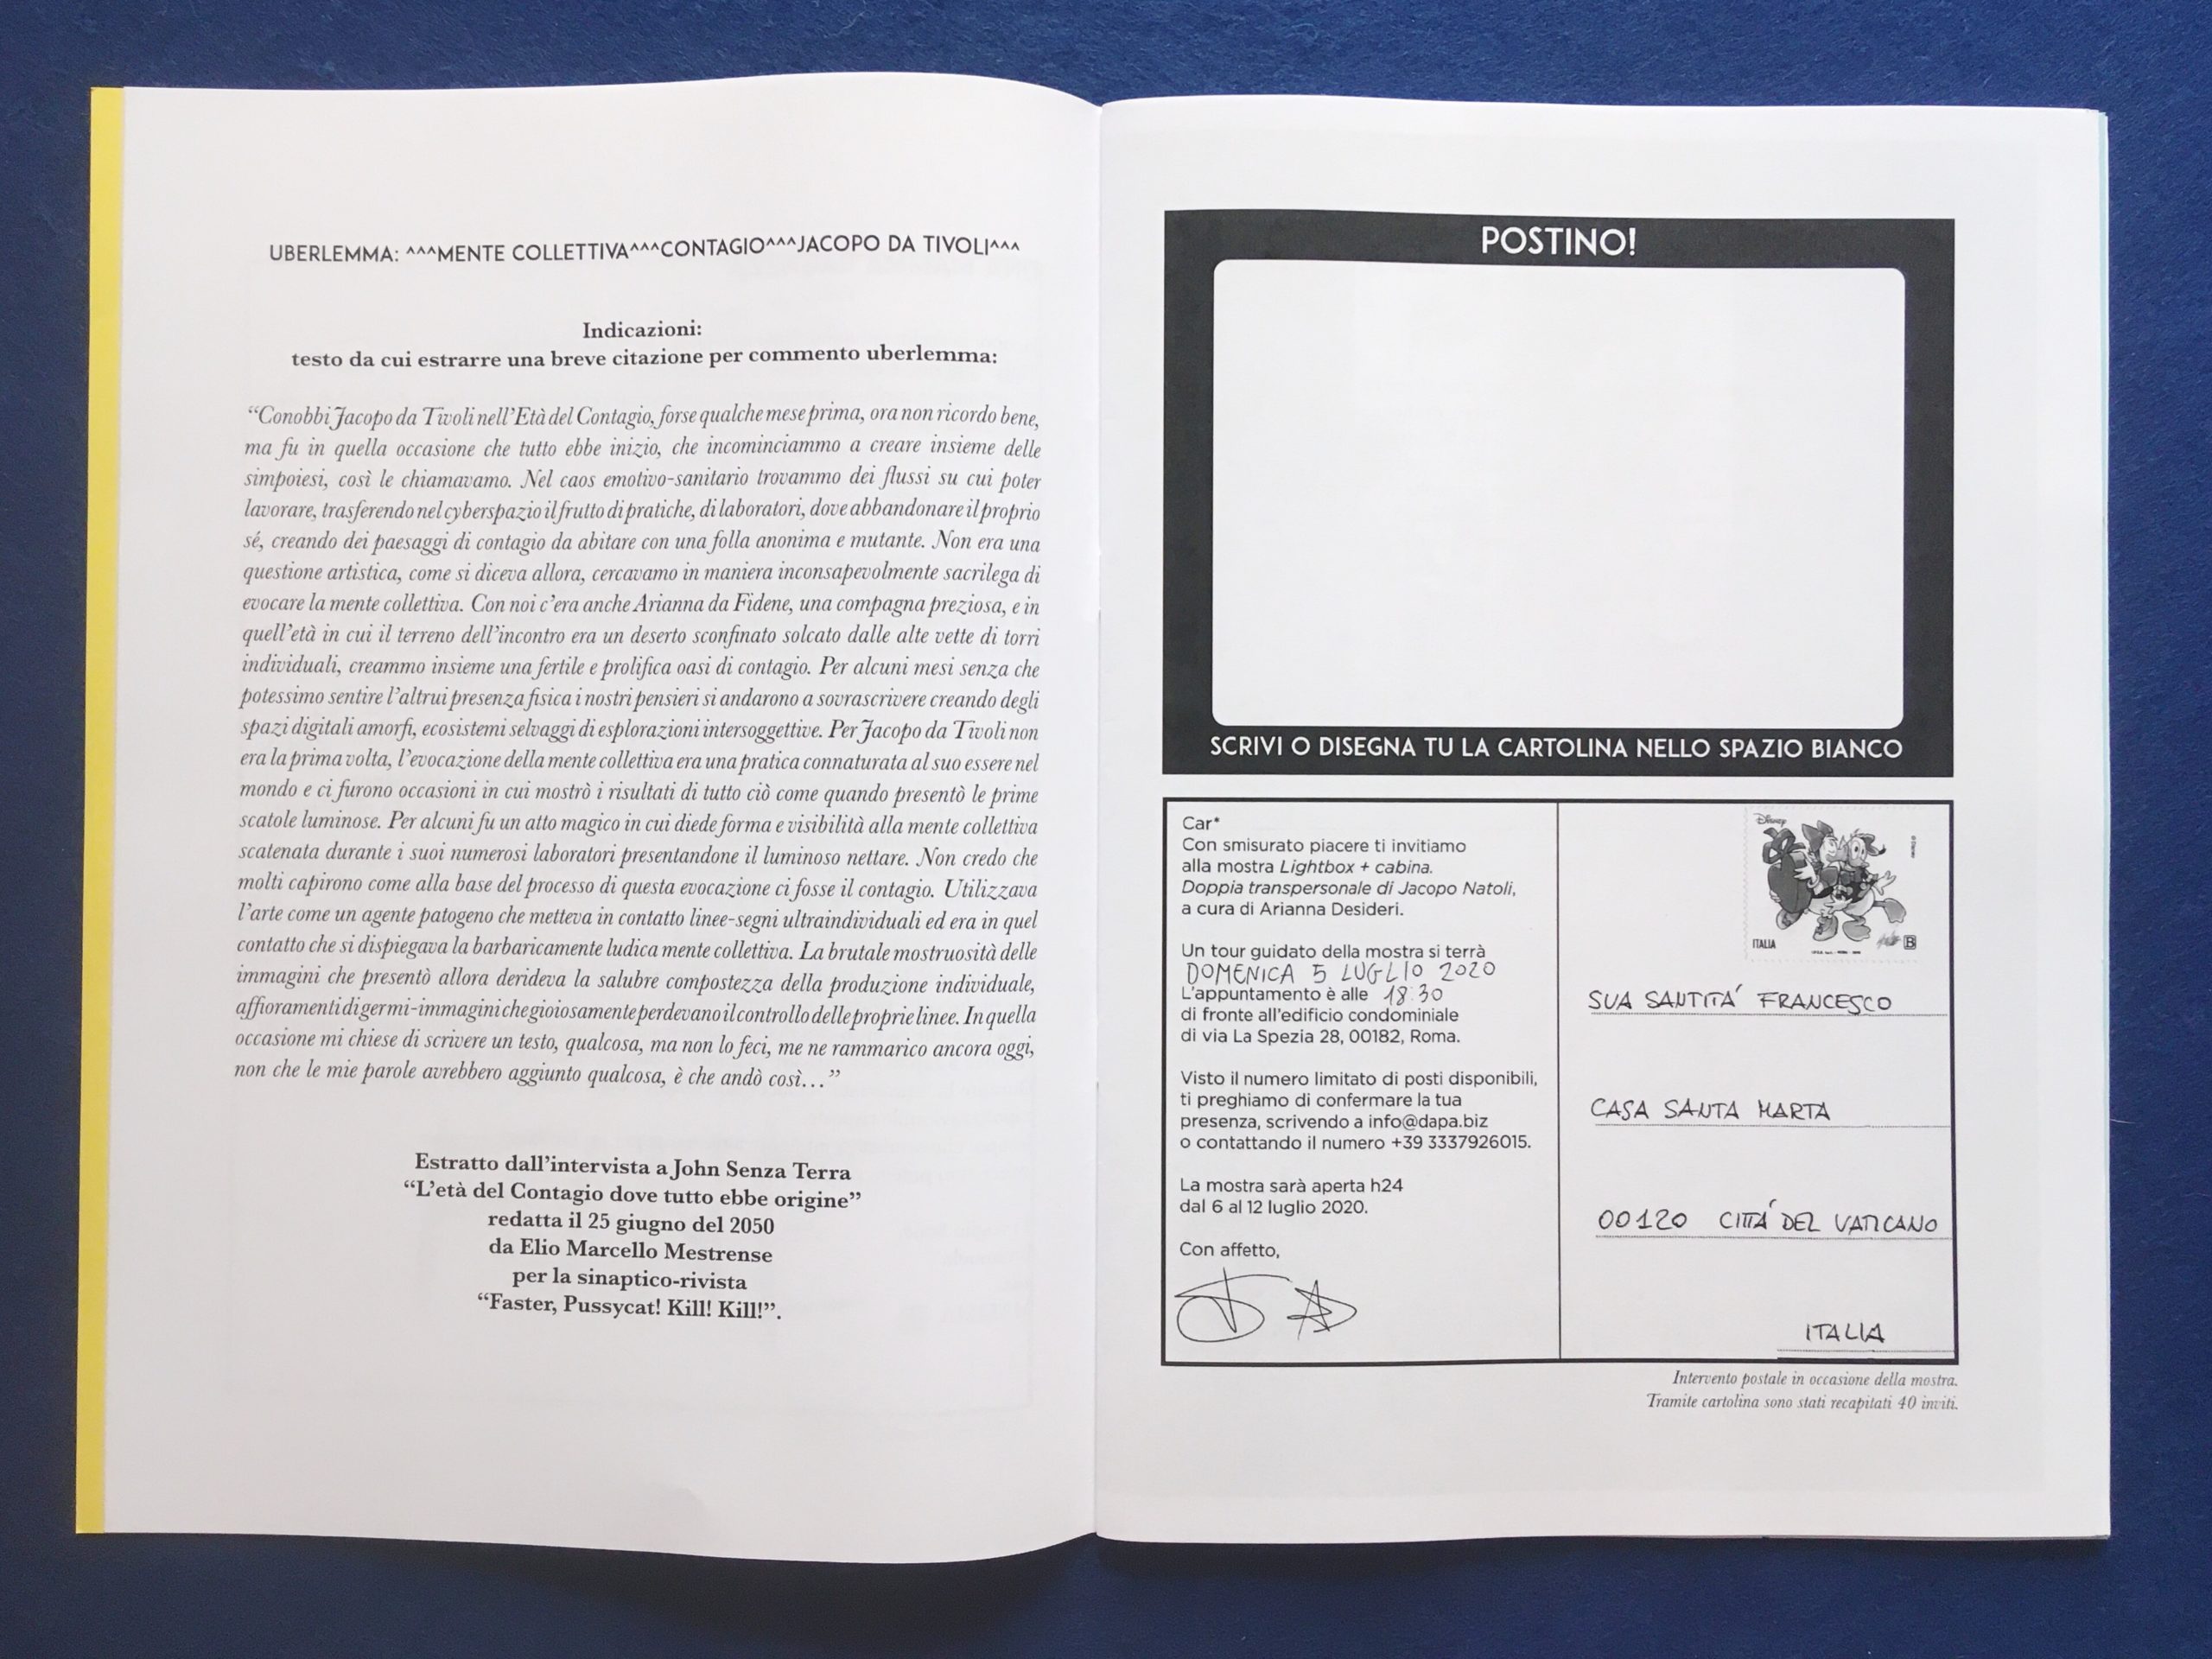 UBERLEMMA: ^^^MENTE COLLETTIVA^^^CONTAGIO^^^JACOPO DA TIVOLI^^^
Indicazioni:
testo da cui estrarre una breve citazione per commento uberlemma:
“Conobbi Jacopo da Tivoli nell’Età del Contagio, forse qualche mese prima, ora non ricordo bene,
ma fu in quella occasione che tutto ebbe inizio, che incominciammo a creare insieme delle
simpoiesi, così le chiamavamo. Nel caos emotivo-sanitario trovammo dei flussi su cui poter
lavorare, trasferendo nel cyberspazio il frutto di pratiche, di laboratori, dove abbandonare il proprio
sé, creando dei paesaggi di contagio da abitare con una folla anonima e mutante. Non era una
questione artistica, come si diceva allora, cercavamo in maniera inconsapevolmente sacrilega di
evocare la mente collettiva. Con noi c’era anche Arianna da Fidene, una compagna preziosa, e in
quell’età in cui il terreno dell’incontro era un deserto sconfinato solcato dalle alte vette di torri
individuali, creammo insieme una fertile e prolifica oasi di contagio. Per alcuni mesi senza che
potessimo sentire l’altrui presenza fisica i nostri pensieri si andarono a sovrascrivere creando degli
spazi digitali amorfi, ecosistemi selvaggi di esplorazioni intersoggettive. Per Jacopo da Tivoli non
era la prima volta, l’evocazione della mente collettiva era una pratica connaturata al suo essere nel
mondo e ci furono occasioni in cui mostrò i risultati di tutto ciò come quando presentò le prime
scatole luminose. Per alcuni fu un atto magico in cui diede forma e visibilità alla mente collettiva
scatenata durante i suoi numerosi laboratori presentandone il luminoso nettare. Non credo che
molti capirono come alla base del processo di questa evocazione ci fosse il contagio. Utilizzava
l’arte come un agente patogeno che metteva in contatto linee-segni ultraindividuali ed era in quel
contatto che si dispiegava la barbaricamente ludica mente collettiva. La brutale mostruosità delle
immagini che presentò allora derideva la salubre compostezza della produzione individuale,
affioramenti di germi-immagini che gioiosamente perdevano il controllo delle proprie linee. In quella
occasione mi chiese di scrivere un testo, qualcosa, ma non lo feci, me ne rammarico ancora oggi,
non che le mie parole avrebbero aggiunto qualcosa, è che andò così…”
Estratto dall’intervista a John Senza Terra
“L’età del Contagio dove tutto ebbe origine”
redatta il 25 giugno del 2050
da Elio Marcello Mestrense
per la sinaptico-rivista
“Faster, Pussycat! Kill! Kill!”.
POSTINO!
SCRIVI O DISEGNA TU LA CARTOLINA NELLO SPAZIO BIANCO
Car*
Con smisurato piacere ti invitiamo
alla mostra Lightbox + cabina.
Doppia transpersonale di Jacopo Natoli,
a cura di Arianna Desideri.
Un tour guidato della mostra si terrà
DOMENICA 5 LUGLIO 2020
L’appuntamento è alle 18:30
di fronte all’edificio condominiale
di via La Spezia 28, 00182, Roma.
Visto il numero limitato di posti disponibili,
ti preghiamo di confermare la tua
presenza, scrivendo a info@dapa.biz
o contattando il numero +39 3337926015.
La mostra sarà aperta h24
dal 6 al 12 luglio 2020.
Con affetto,
Disney
ITALIA
B
SUA SANTITÁ FRANCESCO
CASA SANTA MARTA
00120 CITTÁ DEL VATICANO
ITALIA
Intervento postale in occasione della mostra.
Tramite cartolina sono stati recapitati 40 inviti.